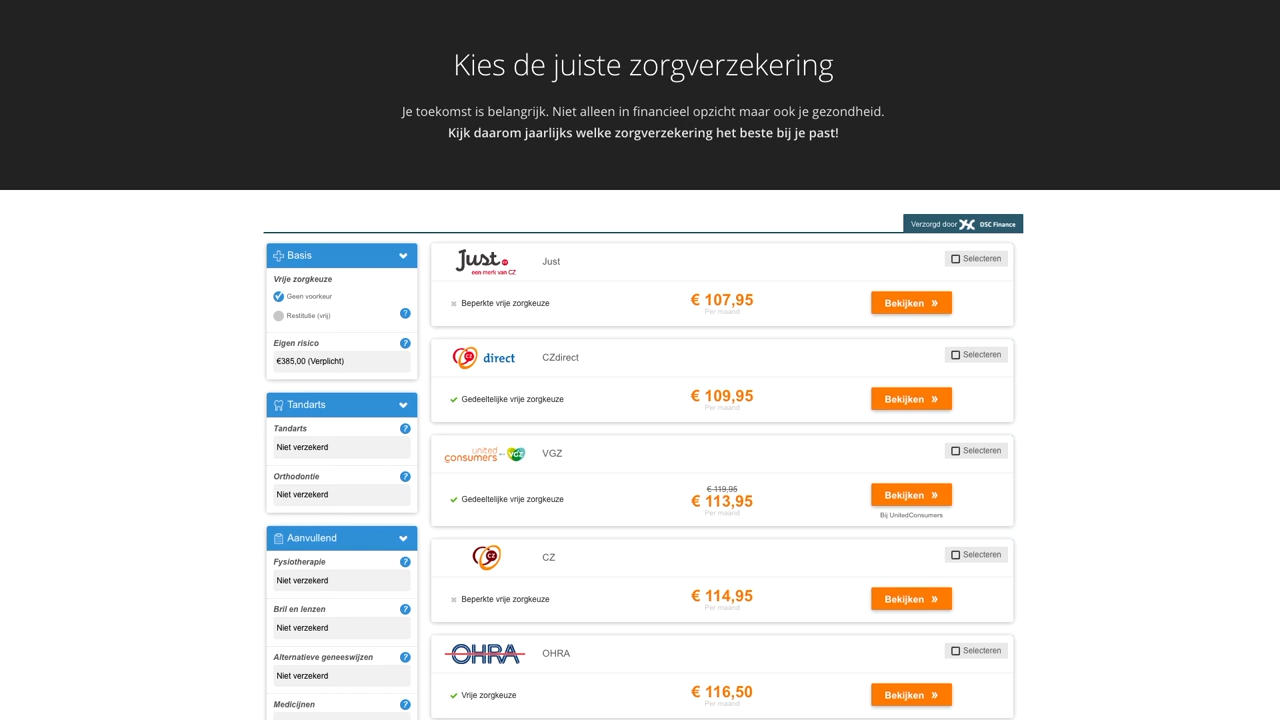 Kies de juiste zorgverzekering
Je toekomst is belangrijk. Niet alleen in financieel opzicht maar ook je gezondheid.
Kijk daarom jaarlijks welke zorgverzekering het beste bij je past!
Verzorgd door DSC Finance
Basis
Vrije zorgkeuze
Geen voorkeur
Restitutie (vrij) ?
Eigen risico ?
€385,00 (Verplicht)
Tandarts
Tandarts ?
Niet verzekerd
Orthodontie ?
Niet verzekerd
Aanvullend
Fysiotherapie ?
Niet verzekerd
Bril en lenzen ?
Niet verzekerd
Alternatieve geneeswijzen ?
Niet verzekerd
Medicijnen ?
Just
een merk van CZ
Just
Selecteren
Beperkte vrije zorgkeuze
€ 107,95
Per maand
Bekijken »
CZ direct
CZdirect
Selecteren
Gedeeltelijke vrije zorgkeuze
€ 109,95
Per maand
Bekijken »
united
consumers VGZ
VGZ
Selecteren
Gedeeltelijke vrije zorgkeuze
€ 119,95
€ 113,95
Per maand
Bekijken »
Bij UnitedConsumers
CZ
CZ
Selecteren
Beperkte vrije zorgkeuze
€ 114,95
Per maand
Bekijken »
OHRA
OHRA
Selecteren
Vrije zorgkeuze
€ 116,50
Per maand
Bekijken »